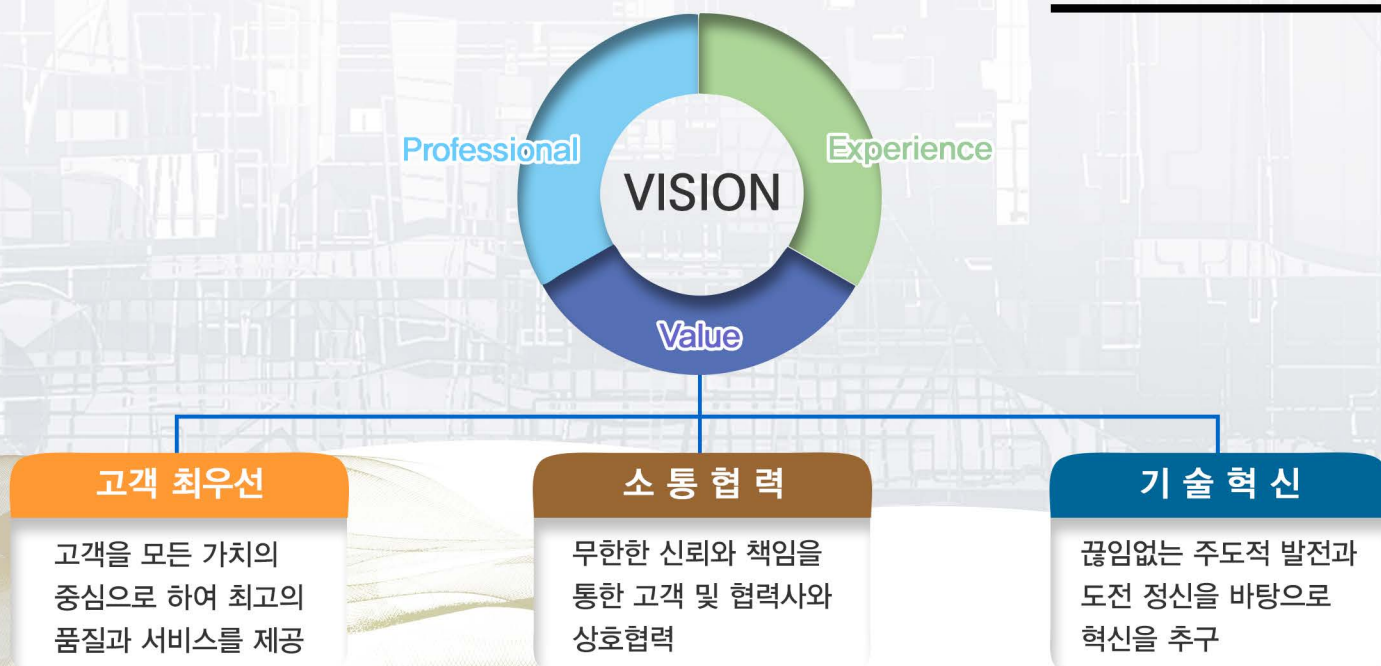 Professional
Experience
VISION
Value
고객 최우선
고객을 모든 가치의
중심으로 하여 최고의
품질과 서비스를 제공
소 통 협 력
무한한 신뢰와 책임을
통한 고객 및 협력사와
상호협력
기 술 혁 신
끊임없는 주도적 발전과
도전 정신을 바탕으로
혁신을 추구